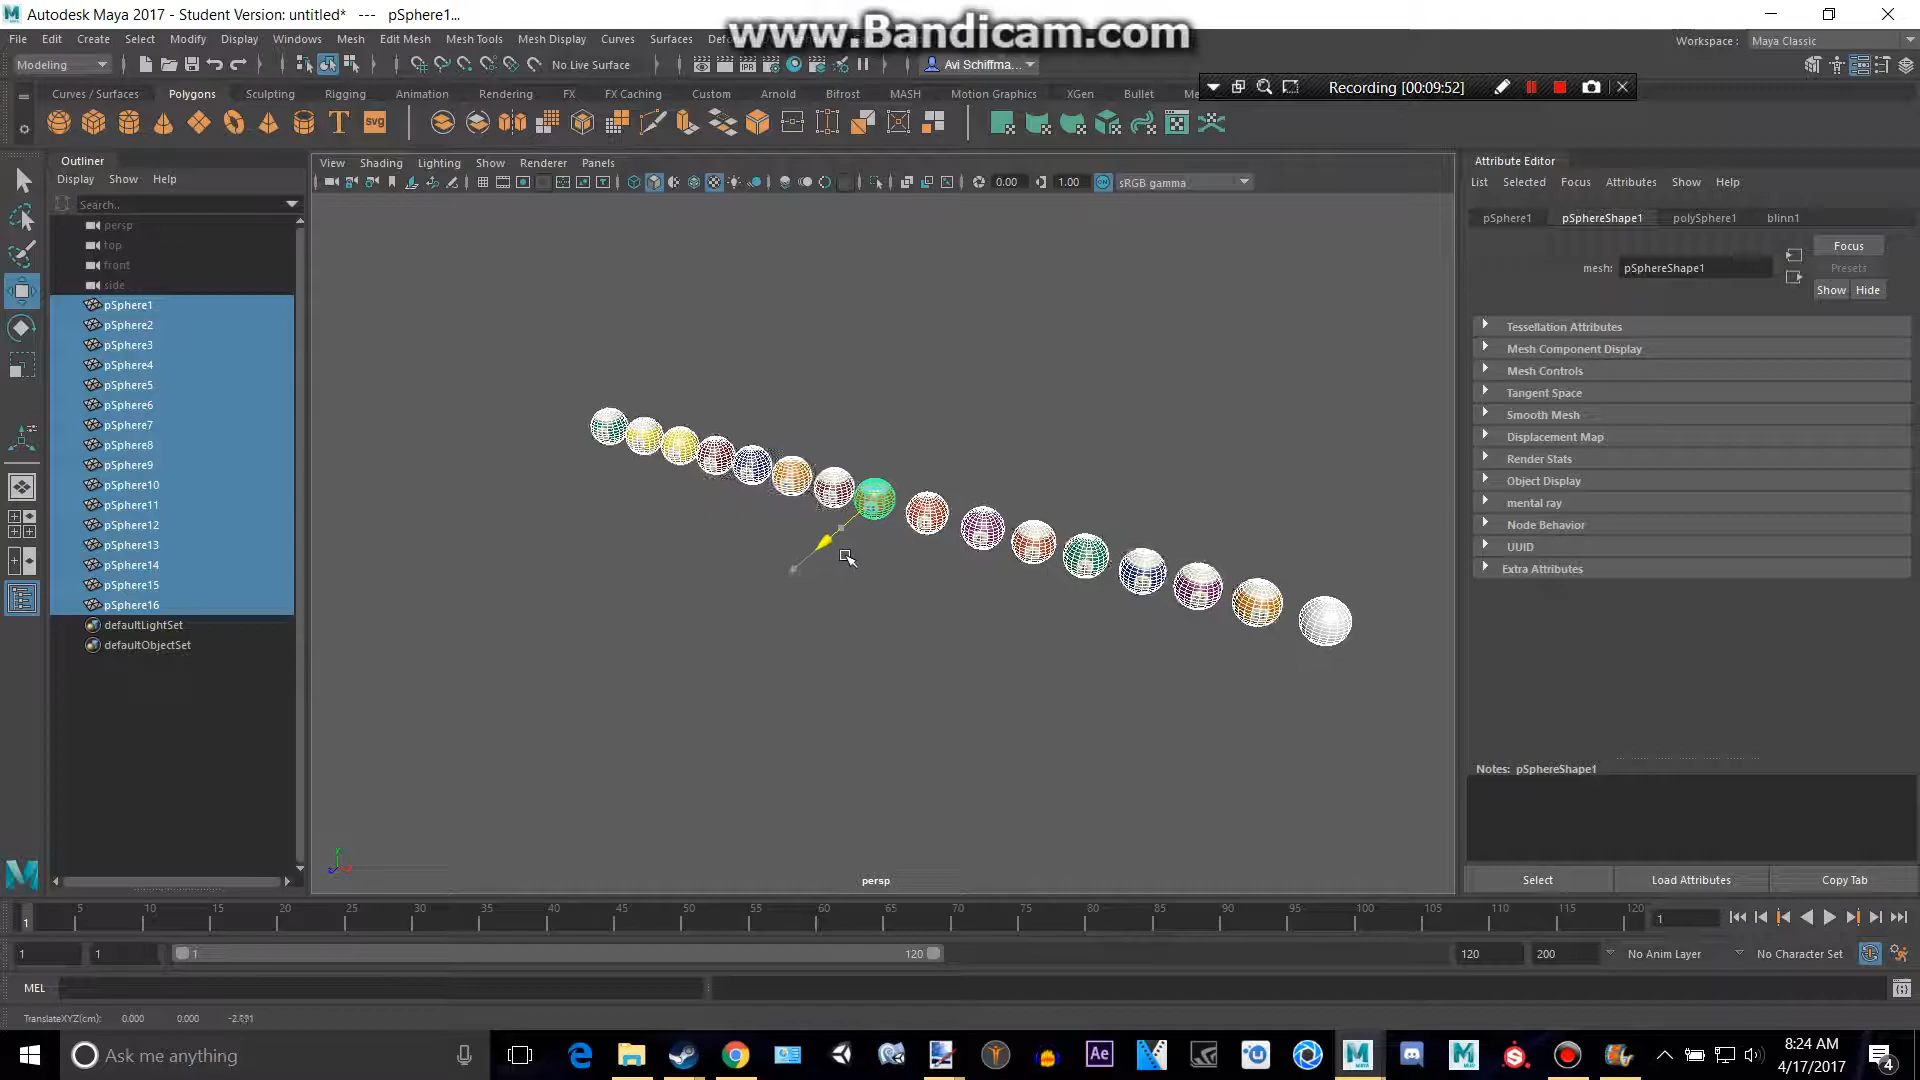 Autodesk Maya 2017 - Student Version: untitled* --- pSphere1...
www.Bandicam.com
File Edit Create Select Modify Display Windows Mesh Edit Mesh Mesh Tools Mesh Display Curves Surfaces
Workspace : Maya Classic
Modeling No Live Surface Avi Schiffma...
Recording [00:09:52]
Curves / Surfaces Polygons Sculpting Rigging Animation Rendering FX FX Caching Custom Arnold Bifrost MASH Motion Graphics XGen Bullet
T svg
Outliner
Display Show Help
Search..
persp
top
front
side
pSphere1
pSphere2
pSphere3
pSphere4
pSphere5
pSphere6
pSphere7
pSphere8
pSphere9
pSphere10
pSphere11
pSphere12
pSphere13
pSphere14
pSphere15
pSphere16
defaultLightSet
defaultObjectSet
View Shading Lighting Show Renderer Panels
0.00 1.00 sRGB gamma
persp
Attribute Editor
List Selected Focus Attributes Show Help
pSphere1 pSphereShape1 polySphere1 blinn1
Focus
mesh: pSphereShape1
Presets
Show Hide
Tessellation Attributes
Mesh Component Display
Mesh Controls
Tangent Space
Smooth Mesh
Displacement Map
Render Stats
Object Display
mental ray
Node Behavior
UUID
Extra Attributes
Notes: pSphereShape1
Select Load Attributes Copy Tab
1 5 10 15 20 25 30 35 40 45 50 55 60 65 70 75 80 85 90 95 100 105 110 115 120 1
1 1 1 120 120 200 No Anim Layer No Character Set
MEL
TranslateXYZ(cm): 0.000 0.000
Ask me anything
8:24 AM
4/17/2017
4